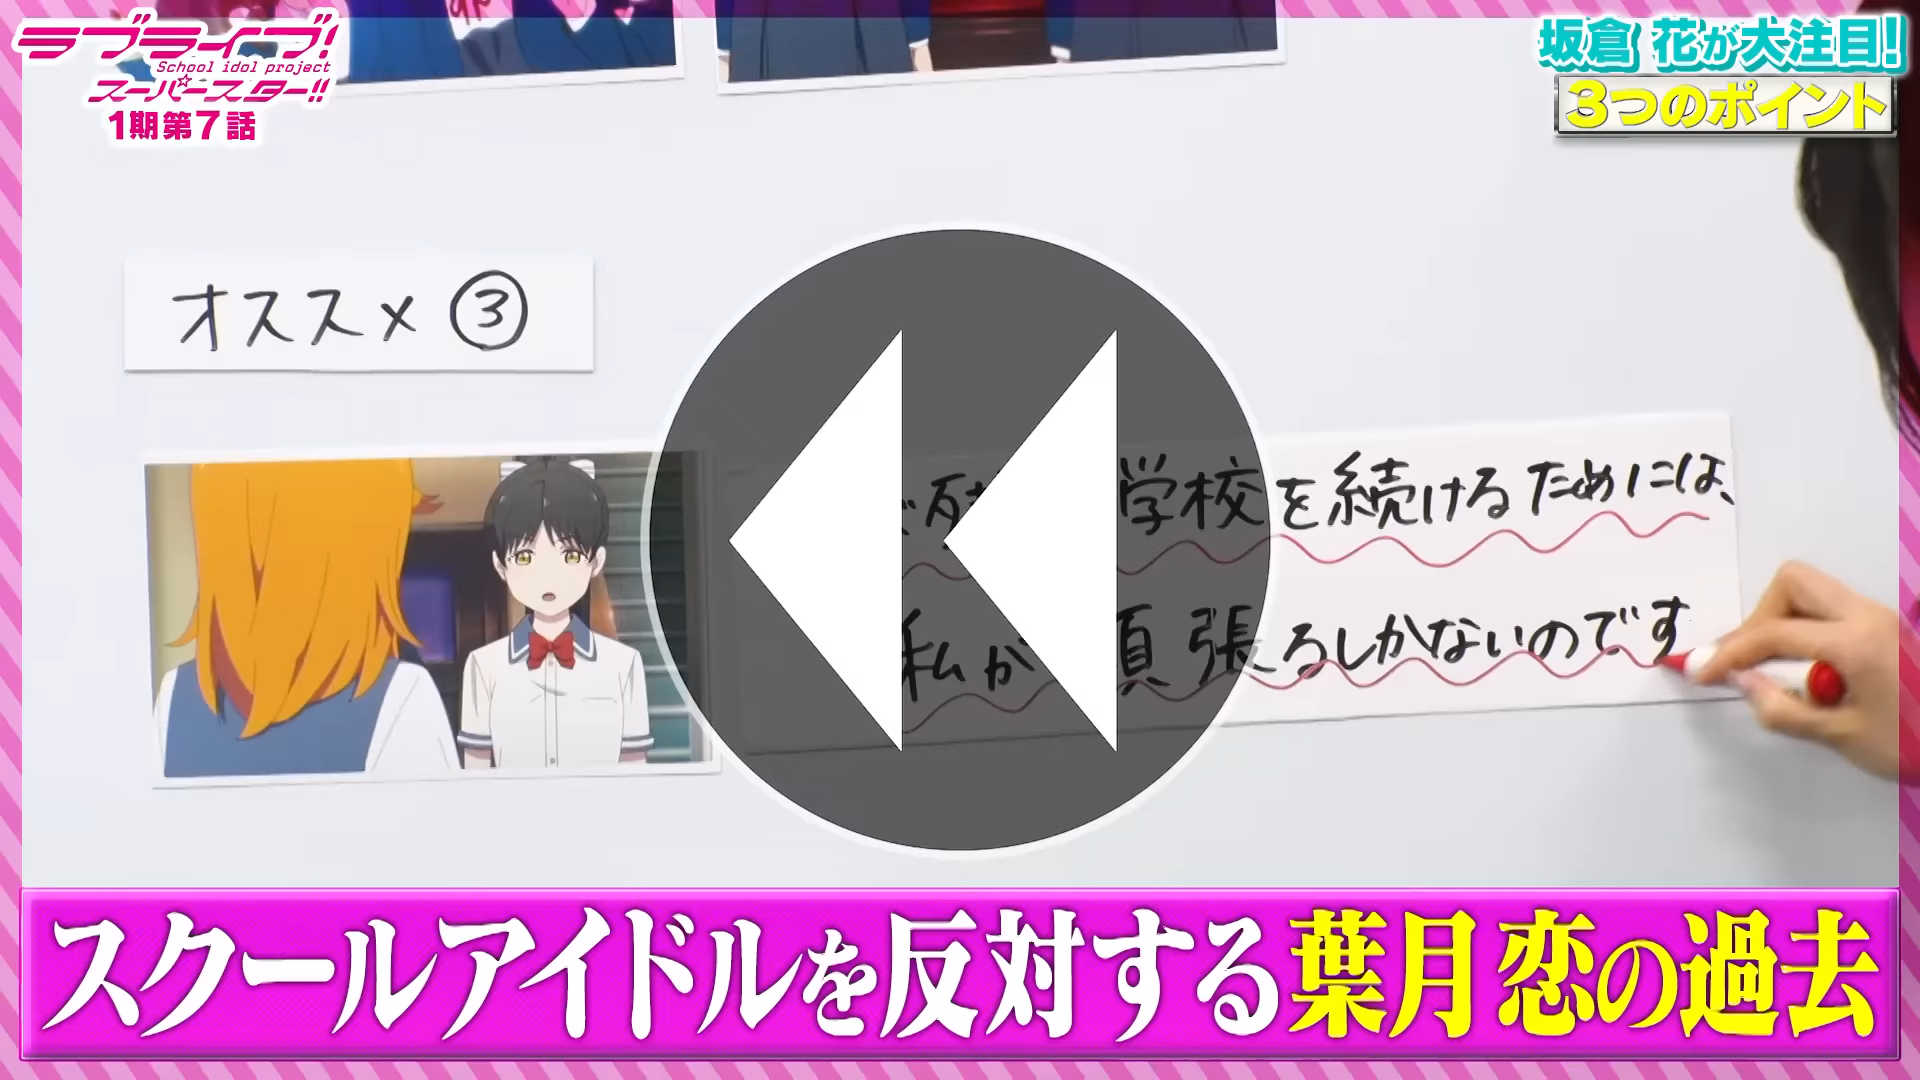 ラブライブ!
School idol project
スーパースター!!
1期第7話
坂倉 花が大注目!
3つのポイント
オススメ ③
学校を続けるためには、
私が 張るしかないのです
スクールアイドルを反対する葉月恋の過去